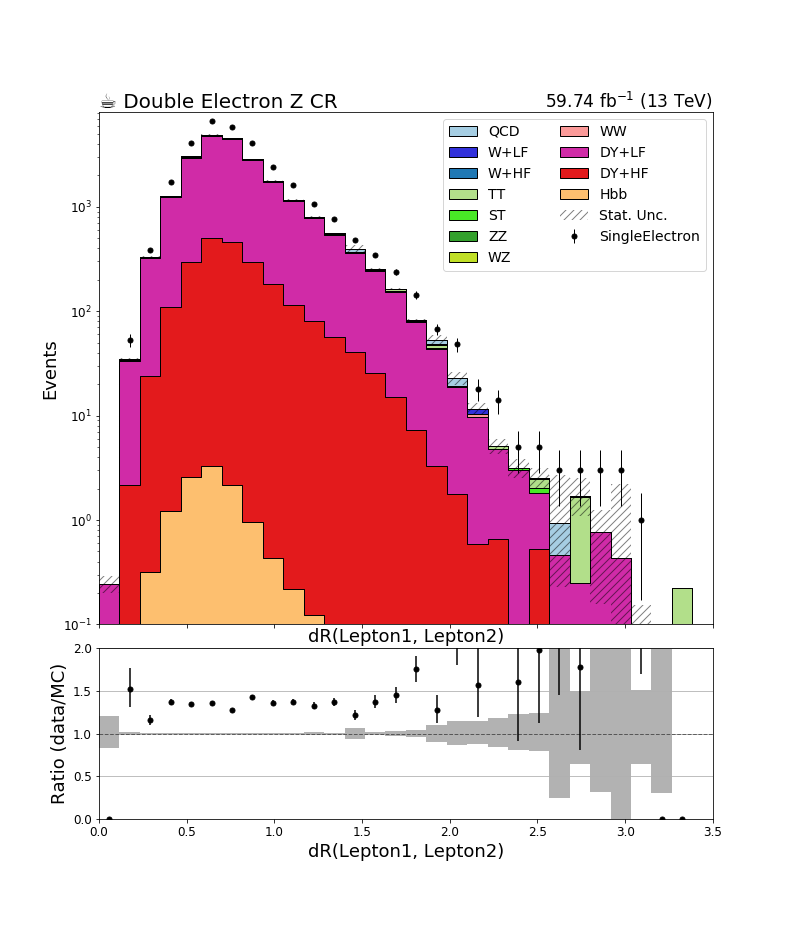 ☕ Double Electron Z CR
59.74 fb⁻¹ (13 TeV)
QCD
W+LF
W+HF
TT
ST
ZZ
WZ
WW
DY+LF
DY+HF
Hbb
Stat. Unc.
SingleElectron
Events
10³
10²
10¹
10⁰
10⁻¹
dR(Lepton1, Lepton2)
Ratio (data/MC)
2.0
1.5
1.0
0.5
0.0
0.0 0.5 1.0 1.5 2.0 2.5 3.0 3.5
dR(Lepton1, Lepton2)